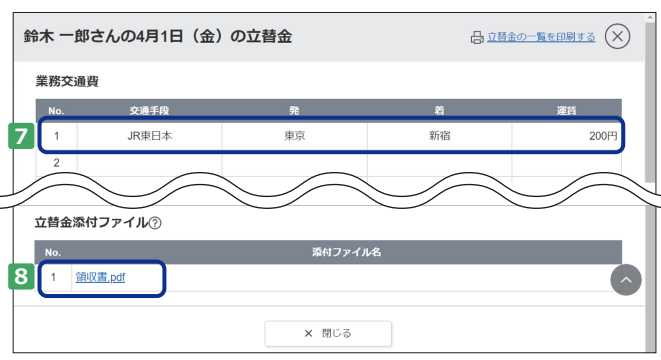 鈴木 一郎さんの4月1日（金）の立替金
立替金の一覧を印刷する
業務交通費
No. 交通手段 発 着 運賃
7
1 JR東日本 東京 新宿 200円
2
立替金添付ファイル?
No. 添付ファイル名
8
1 領収書.pdf
× 閉じる